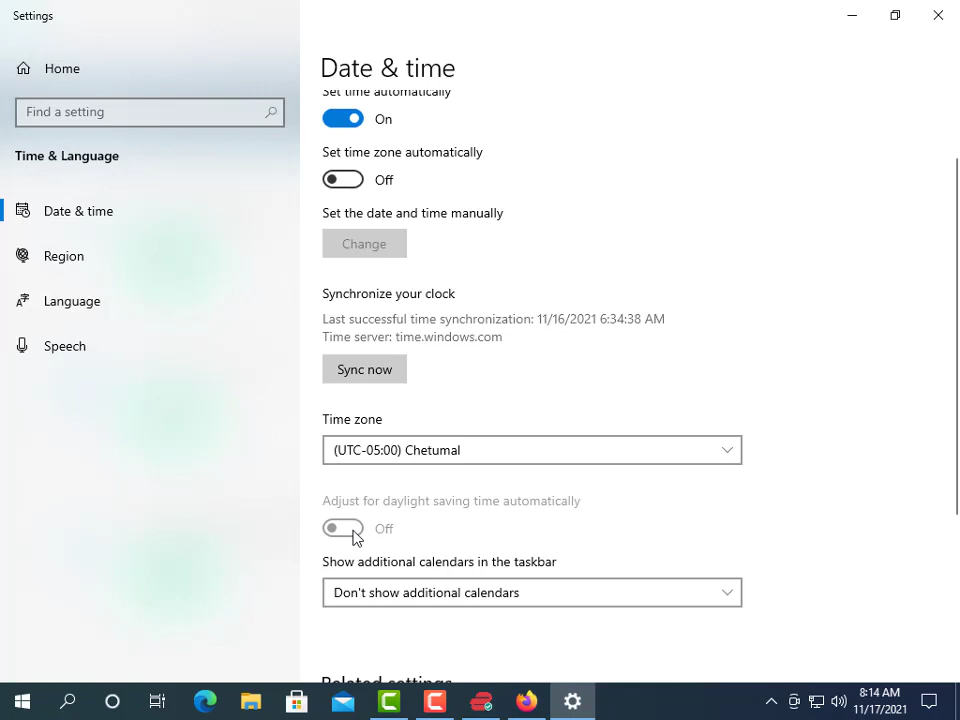 Settings
Home
Find a setting
Time & Language
Date & time
Region
Language
Speech
Date & time
Set time automatically
On
Set time zone automatically
Off
Set the date and time manually
Change
Synchronize your clock
Last successful time synchronization: 11/16/2021 6:34:38 AM
Time server: time.windows.com
Sync now
Time zone
(UTC-05:00) Chetumal
Adjust for daylight saving time automatically
Off
Show additional calendars in the taskbar
Don't show additional calendars
Related settings
8:14 AM
11/17/2021